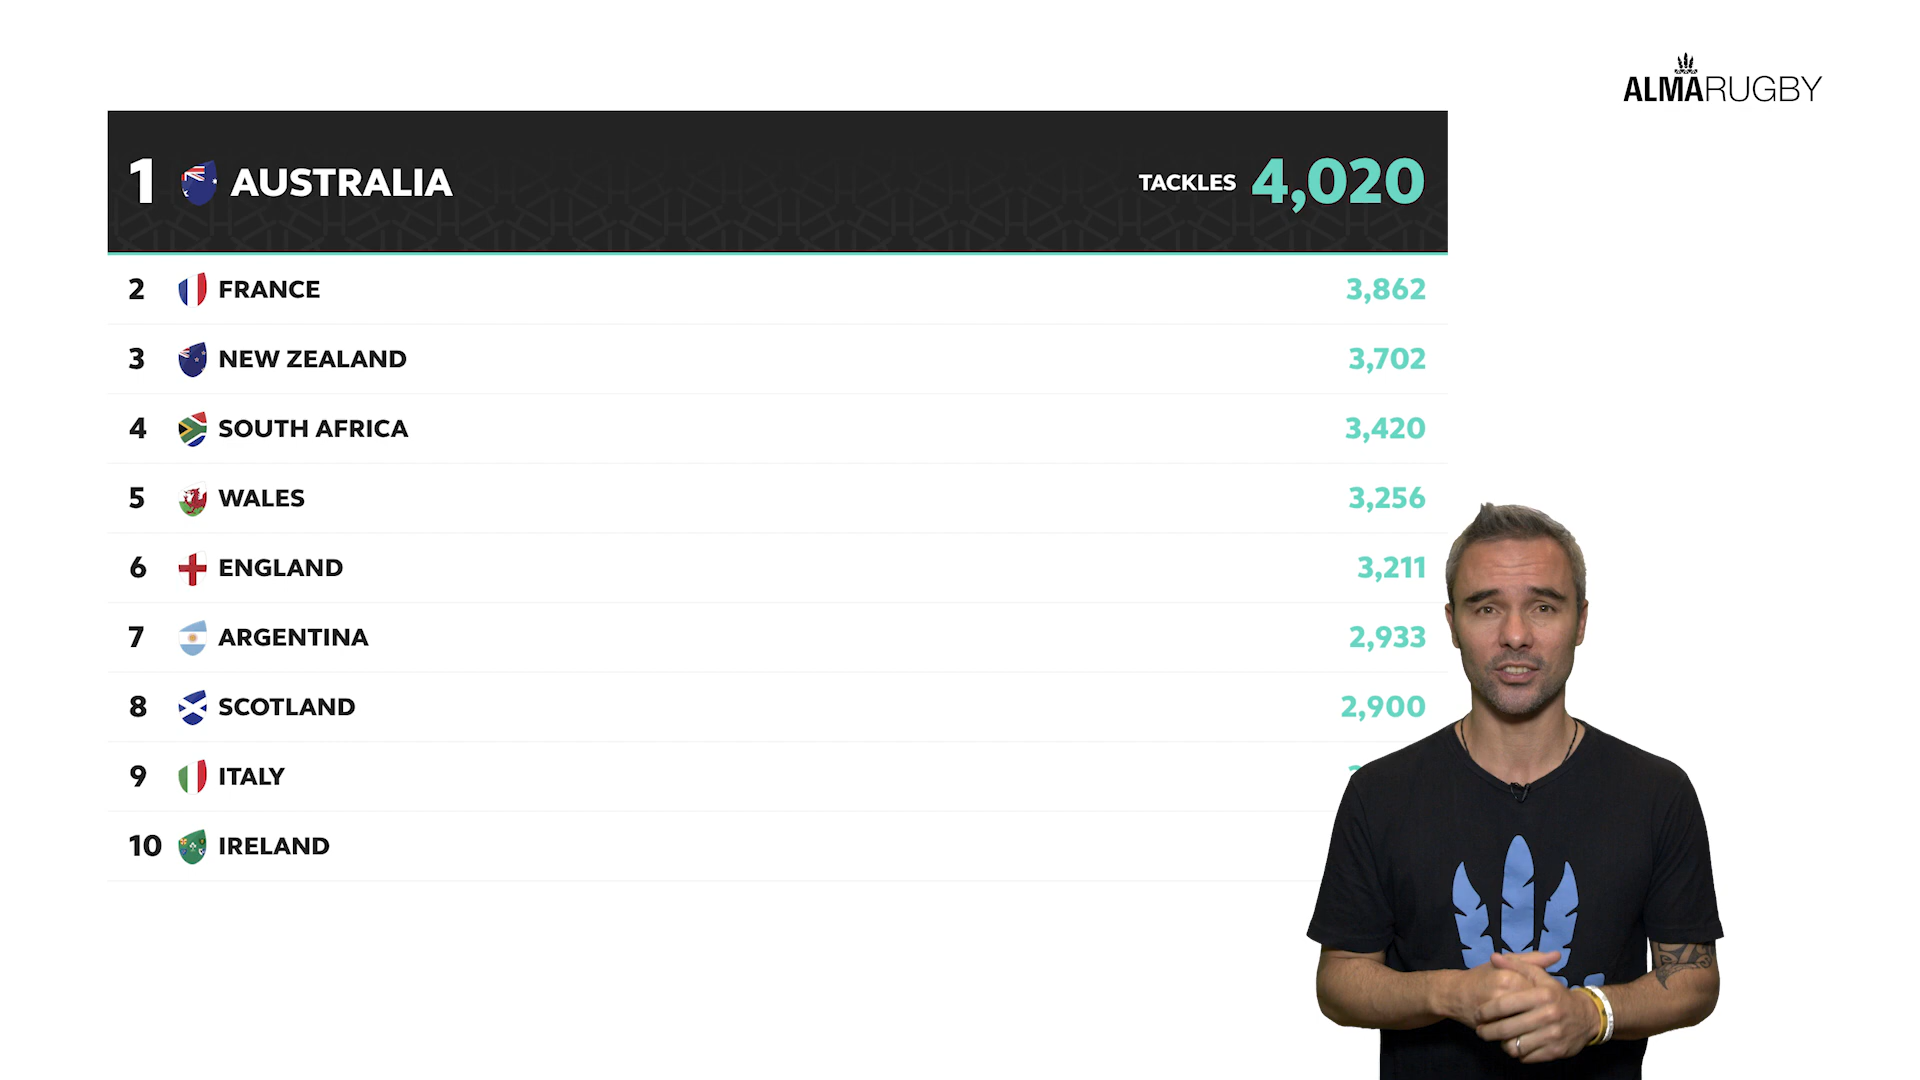 ALMARUGBY
1 AUSTRALIA TACKLES 4,020
2 FRANCE 3,862
3 NEW ZEALAND 3,702
4 SOUTH AFRICA 3,420
5 WALES 3,256
6 ENGLAND 3,211
7 ARGENTINA 2,933
8 SCOTLAND 2,900
9 ITALY
10 IRELAND